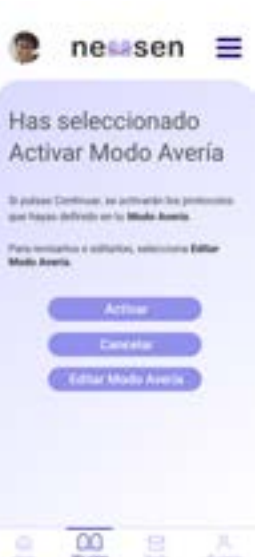 neusen
Has seleccionado
Activar Modo Avería
Si pulsas Continuar, se activarán los protocolos
que hayas definido en tu Modo Avería.
Para revisarlos o editarlos, selecciona Editar
Modo Avería.
Activar
Cancelar
Editar Modo Avería